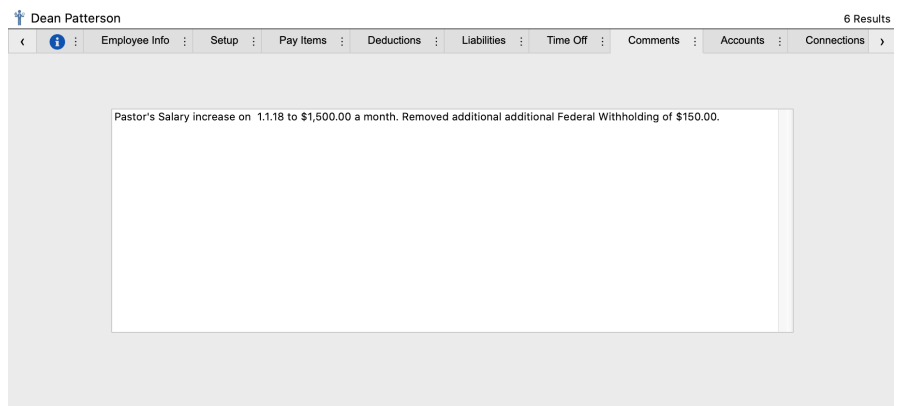 Dean Patterson
6 Results
‹ i ⋮ Employee Info ⋮ Setup ⋮ Pay Items ⋮ Deductions ⋮ Liabilities ⋮ Time Off ⋮ Comments ⋮ Accounts ⋮ Connections ›
Pastor's Salary increase on  1.1.18 to $1,500.00 a month. Removed additional additional Federal Withholding of $150.00.